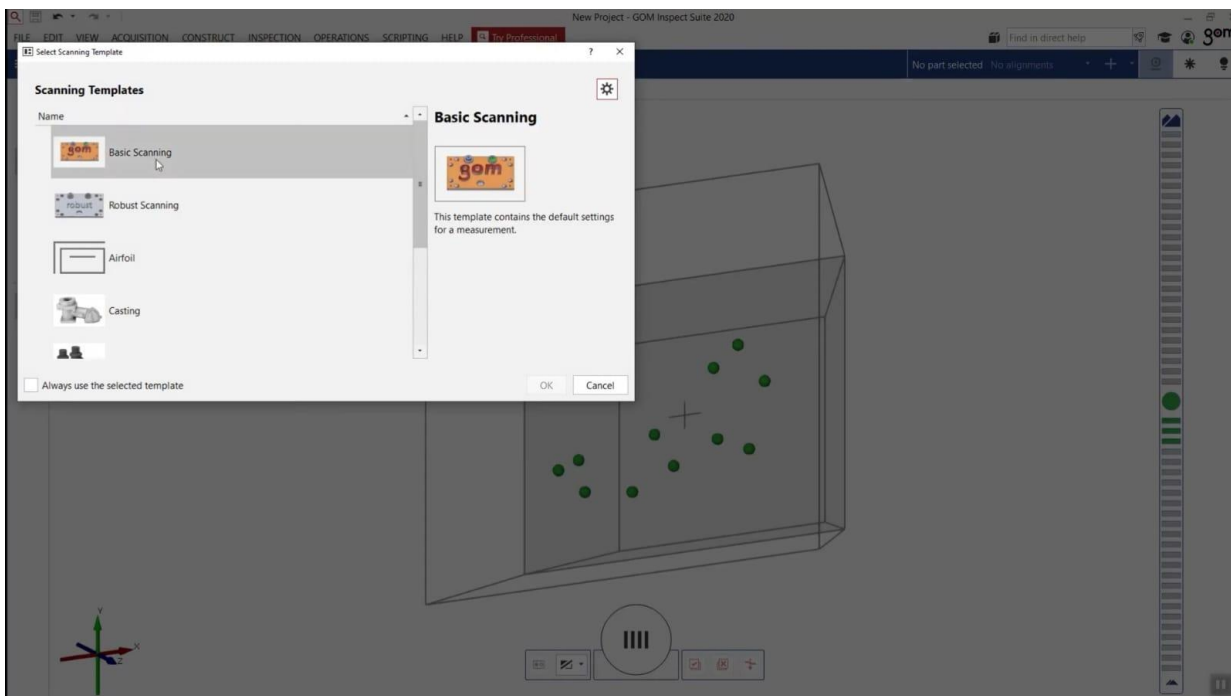 New Project - GOM Inspect Suite 2020
FILE EDIT VIEW ACQUISITION CONSTRUCT INSPECTION OPERATIONS SCRIPTING HELP Try Professional
Find in direct help
gom
Select Scanning Template
No part selected No alignments
Scanning Templates
Name
Basic Scanning
gom
Basic Scanning
gom
This template contains the default settings
for a measurement.
robust
Robust Scanning
Airfoil
Casting
Always use the selected template
OK Cancel
Y
X
Z